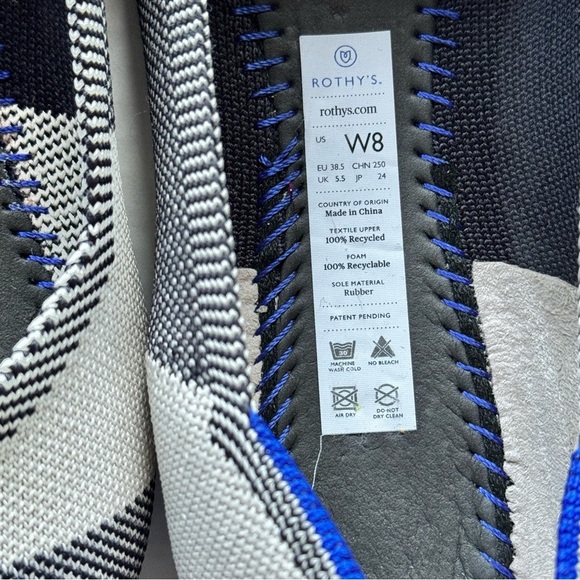 ROTHY'S®
rothys.com
US W8
EU 38.5 CHN 250
UK 5.5 JP 24
COUNTRY OF ORIGIN
Made in China
TEXTILE UPPER
100% Recycled
FOAM
100% Recyclable
SOLE MATERIAL
Rubber
PATENT PENDING
30°
MACHINE WASH COLD
NO BLEACH
AIR DRY
DO NOT DRY CLEAN